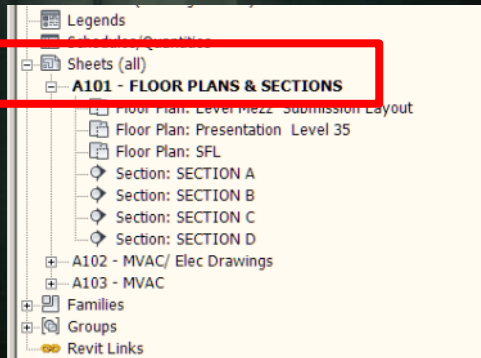 Legends
Schedules/Quantities
Sheets (all)
A101 - FLOOR PLANS & SECTIONS
Floor Plan: Level Mezz Submission Layout
Floor Plan: Presentation Level 35
Floor Plan: SFL
Section: SECTION A
Section: SECTION B
Section: SECTION C
Section: SECTION D
A102 - MVAC/ Elec Drawings
A103 - MVAC
Families
Groups
Revit Links